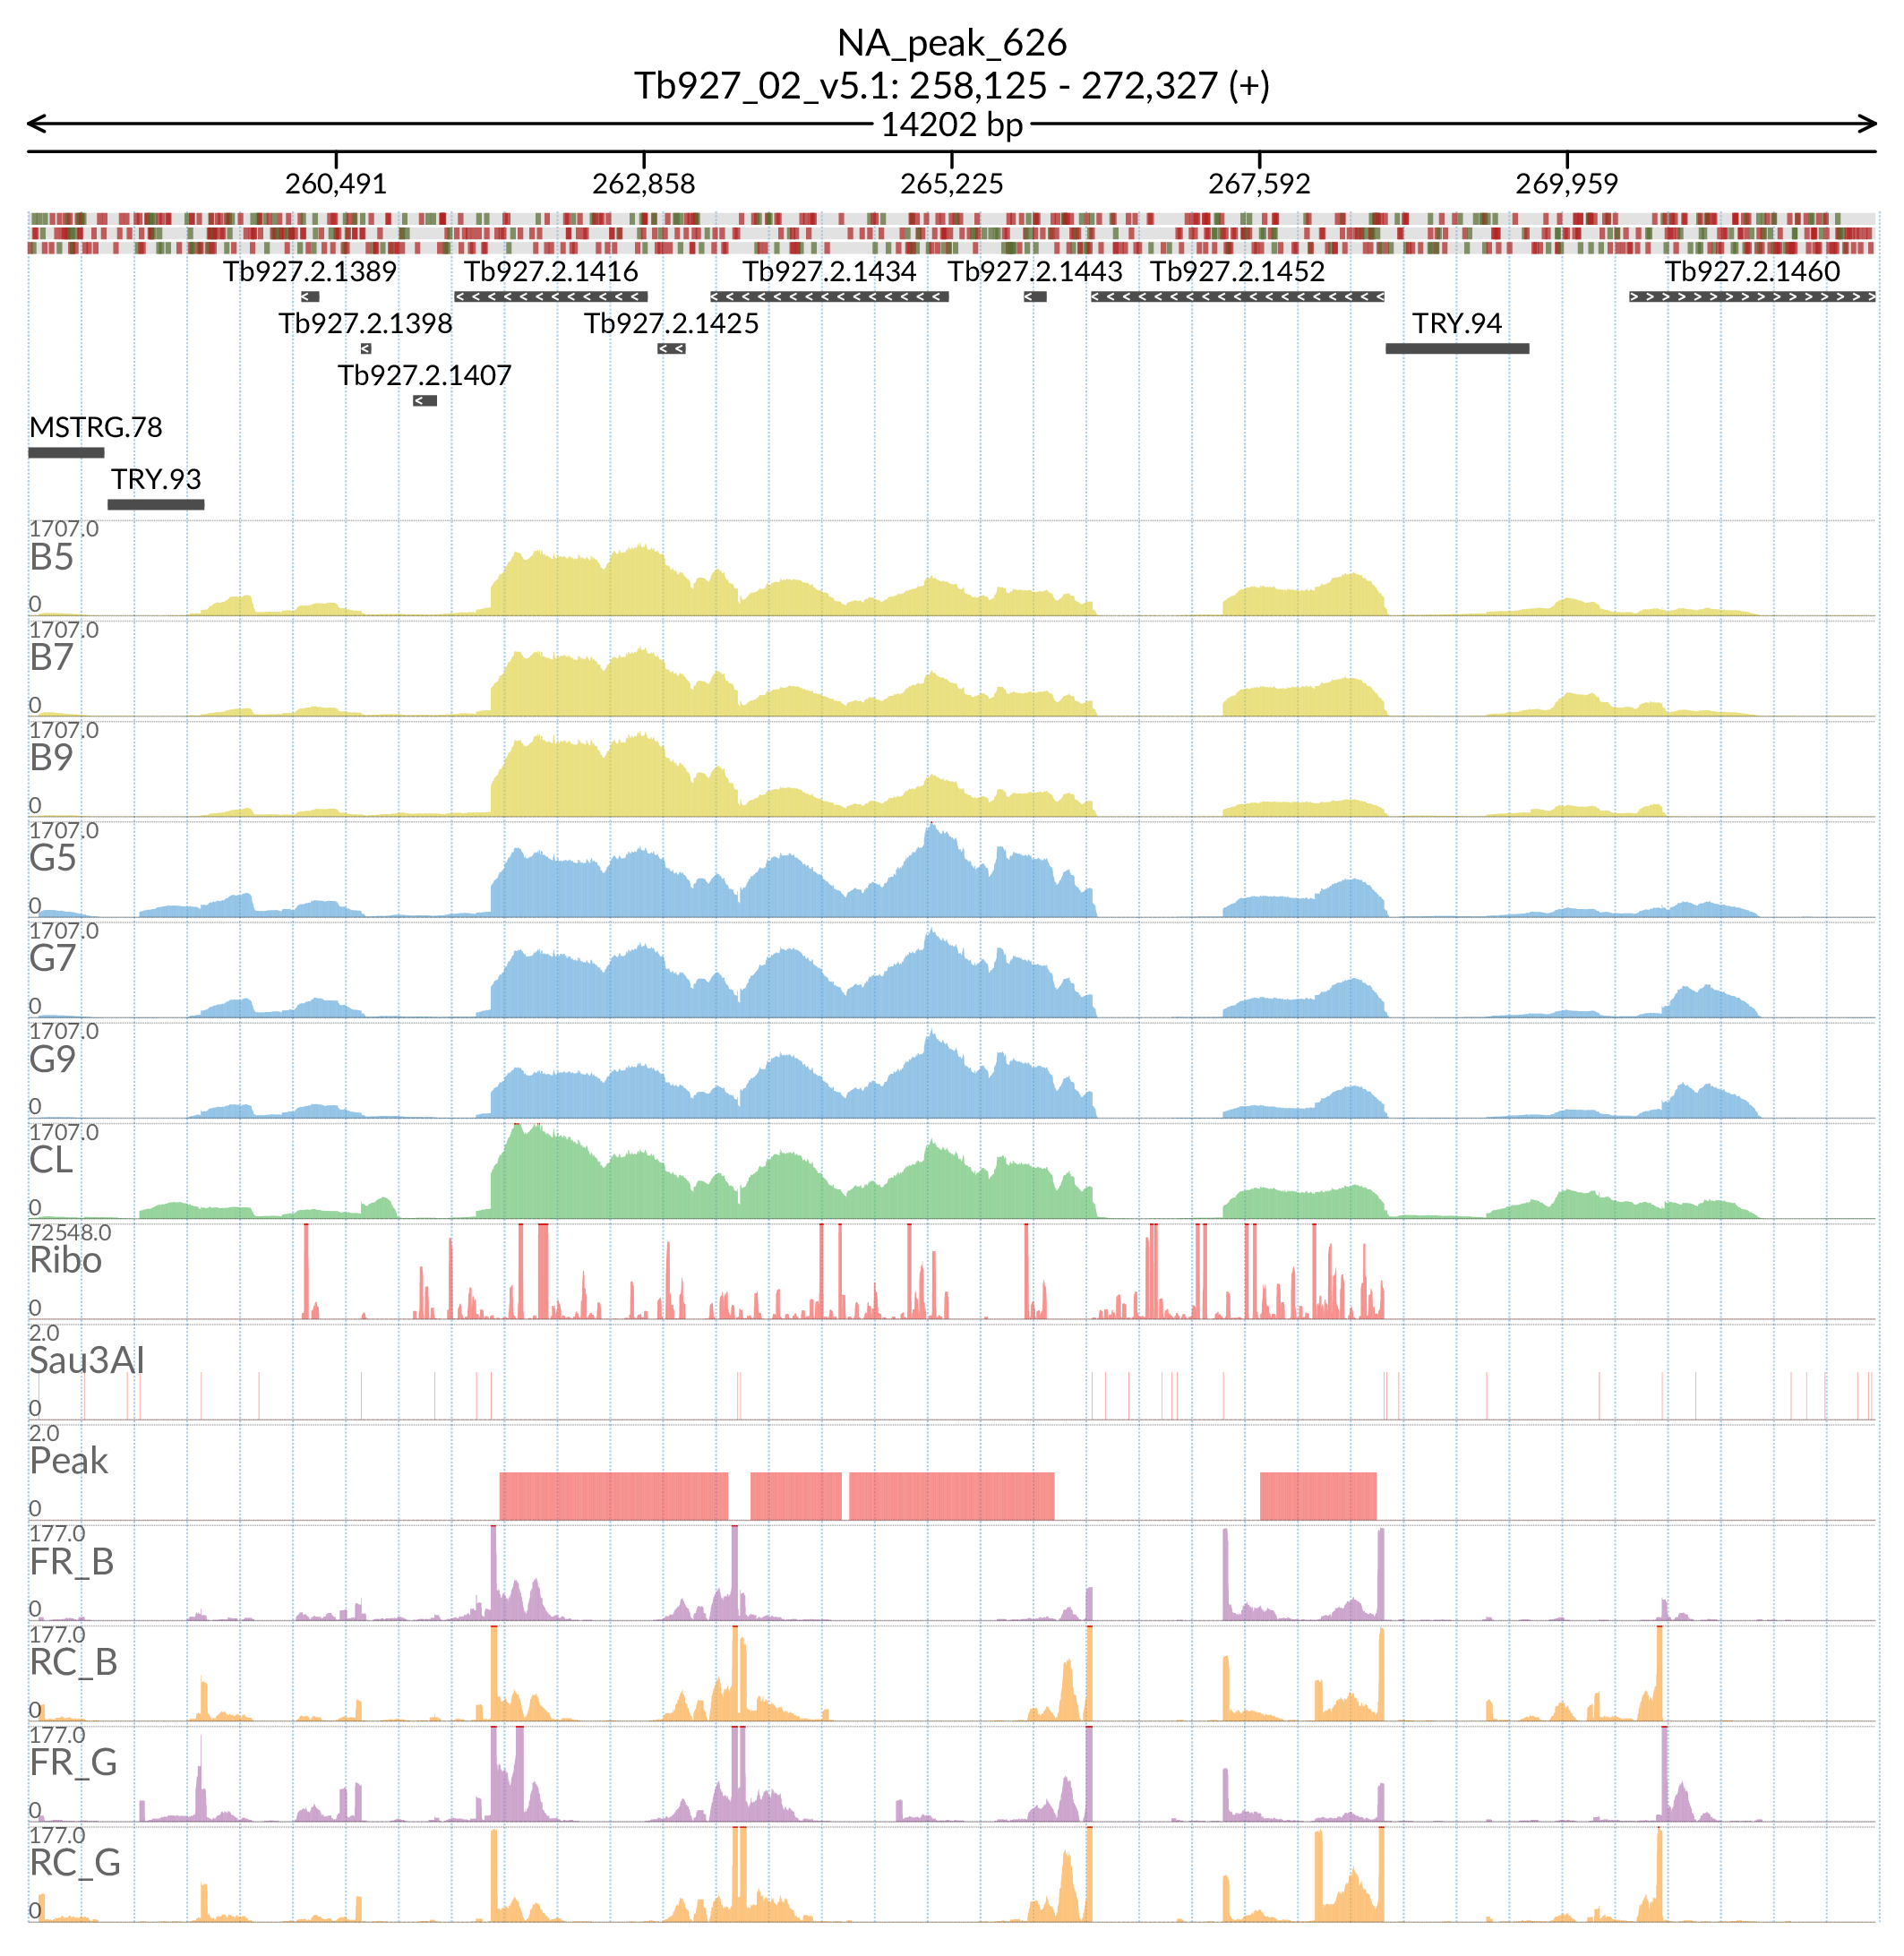 NA_peak_626
Tb927_02_v5.1: 258,125 - 272,327 (+)
14202 bp
260,491 262,858 265,225 267,592 269,959
Tb927.2.1389 Tb927.2.1416 Tb927.2.1434 Tb927.2.1443 Tb927.2.1452 Tb927.2.1460
Tb927.2.1398 Tb927.2.1425 TRY.94
Tb927.2.1407
MSTRG.78
TRY.93
1707.0
B5
0
1707.0
B7
0
1707.0
B9
0
1707.0
G5
0
1707.0
G7
0
1707.0
G9
0
1707.0
CL
0
72548.0
Ribo
0
2.0
Sau3AI
0
2.0
Peak
0
177.0
FR_B
0
177.0
RC_B
0
177.0
FR_G
0
177.0
RC_G
0